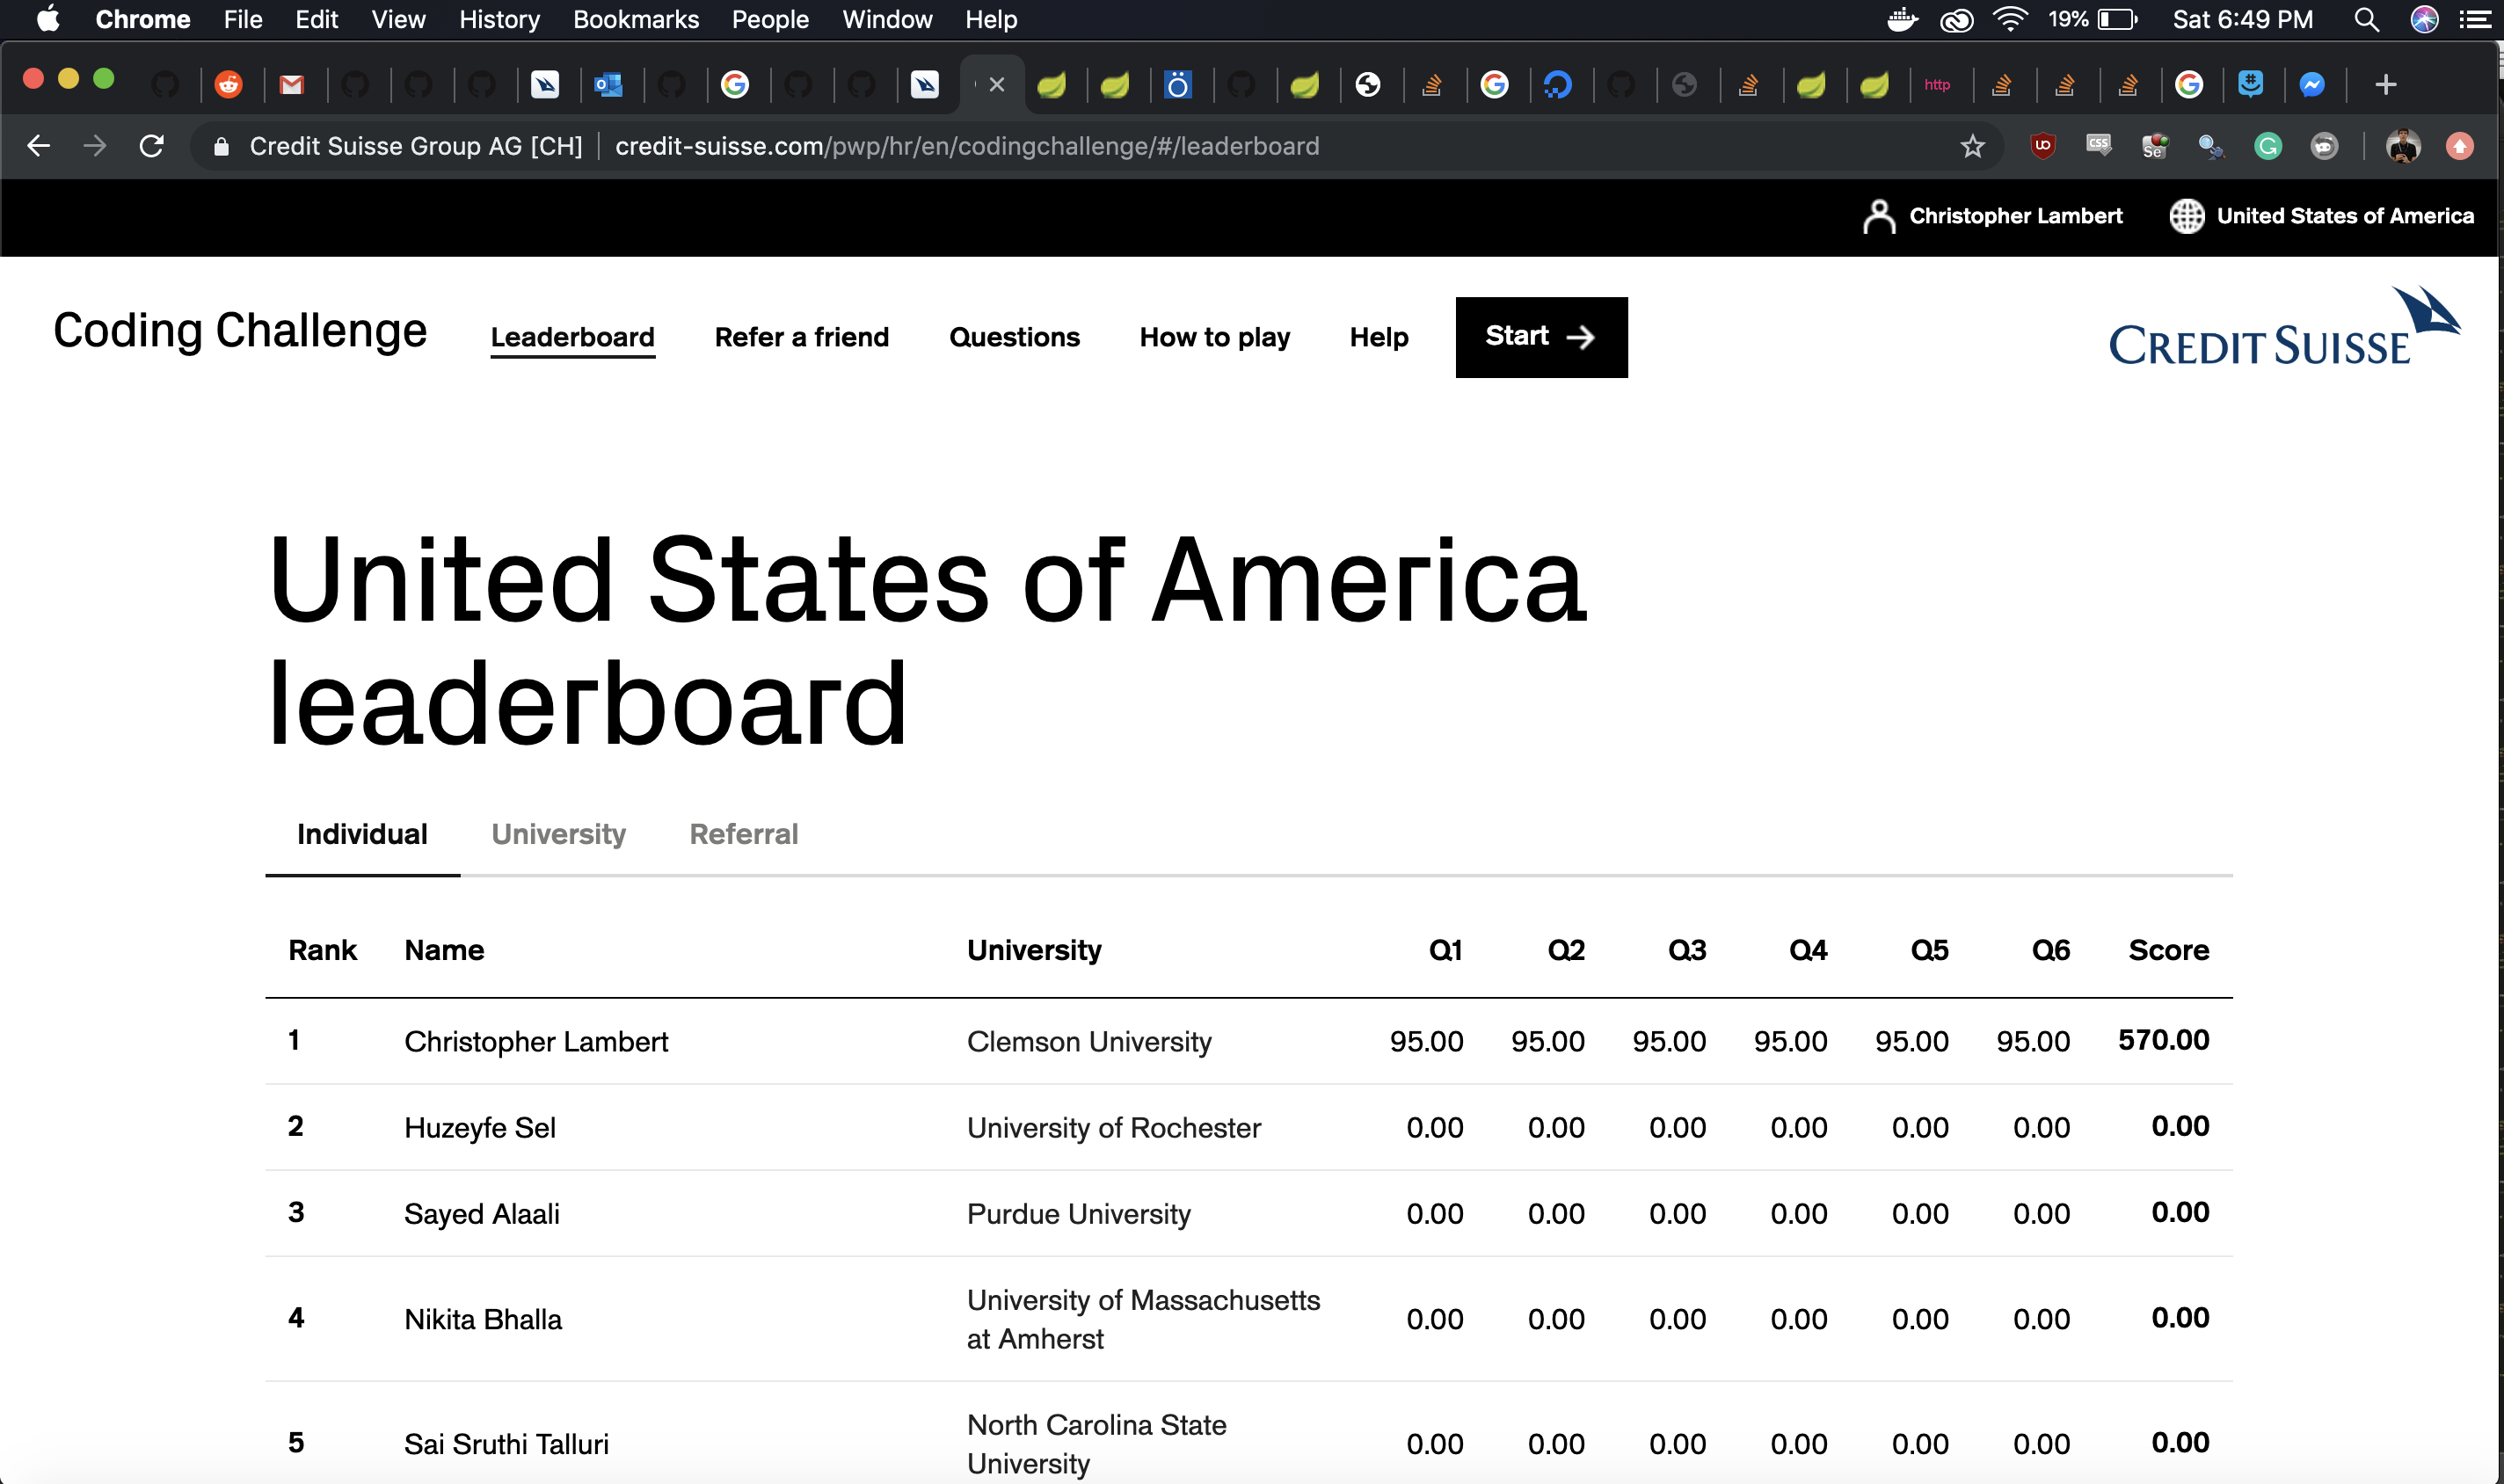 Chrome File Edit View History Bookmarks People Window Help 19% Sat 6:49 PM
http
Credit Suisse Group AG [CH] credit-suisse.com/pwp/hr/en/codingchallenge/#/leaderboard
Christopher Lambert United States of America
Coding Challenge Leaderboard Refer a friend Questions How to play Help Start CREDIT SUISSE
United States of America
leaderboard
Individual University Referral
Rank Name University Q1 Q2 Q3 Q4 Q5 Q6 Score
1 Christopher Lambert Clemson University 95.00 95.00 95.00 95.00 95.00 95.00 570.00
2 Huzeyfe Sel University of Rochester 0.00 0.00 0.00 0.00 0.00 0.00 0.00
3 Sayed Alaali Purdue University 0.00 0.00 0.00 0.00 0.00 0.00 0.00
4 Nikita Bhalla University of Massachusetts at Amherst 0.00 0.00 0.00 0.00 0.00 0.00 0.00
5 Sai Sruthi Talluri North Carolina State University 0.00 0.00 0.00 0.00 0.00 0.00 0.00